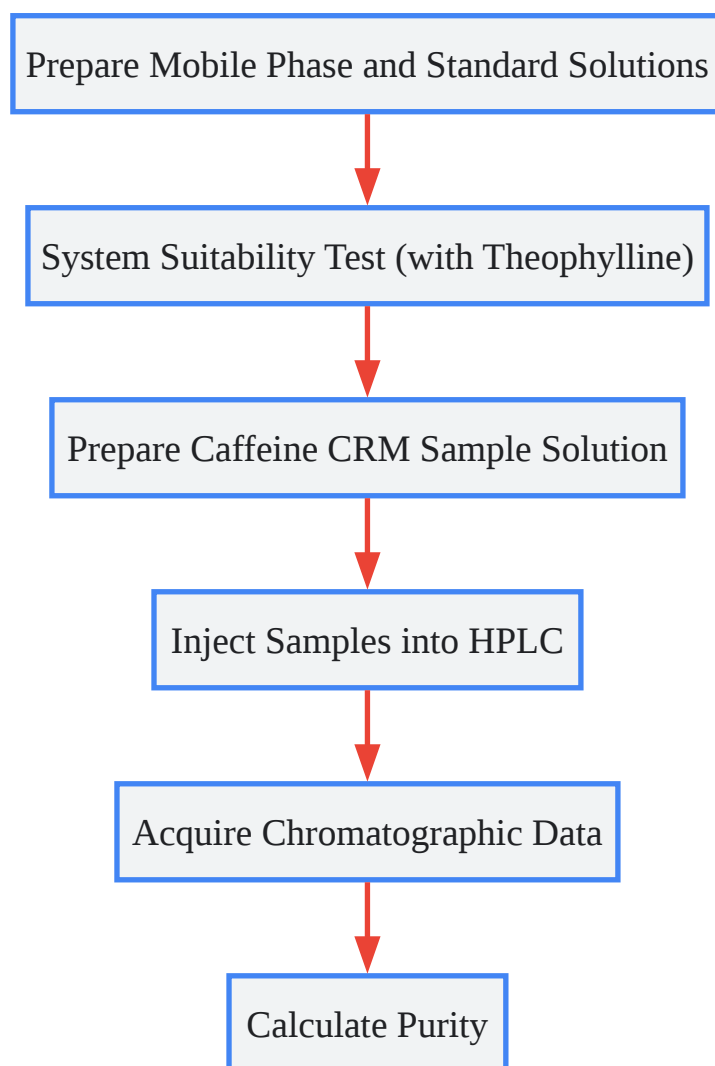 Prepare Mobile Phase and Standard Solutions
System Suitability Test (with Theophylline)
Prepare Caffeine CRM Sample Solution
Inject Samples into HPLC
Acquire Chromatographic Data
Calculate Purity